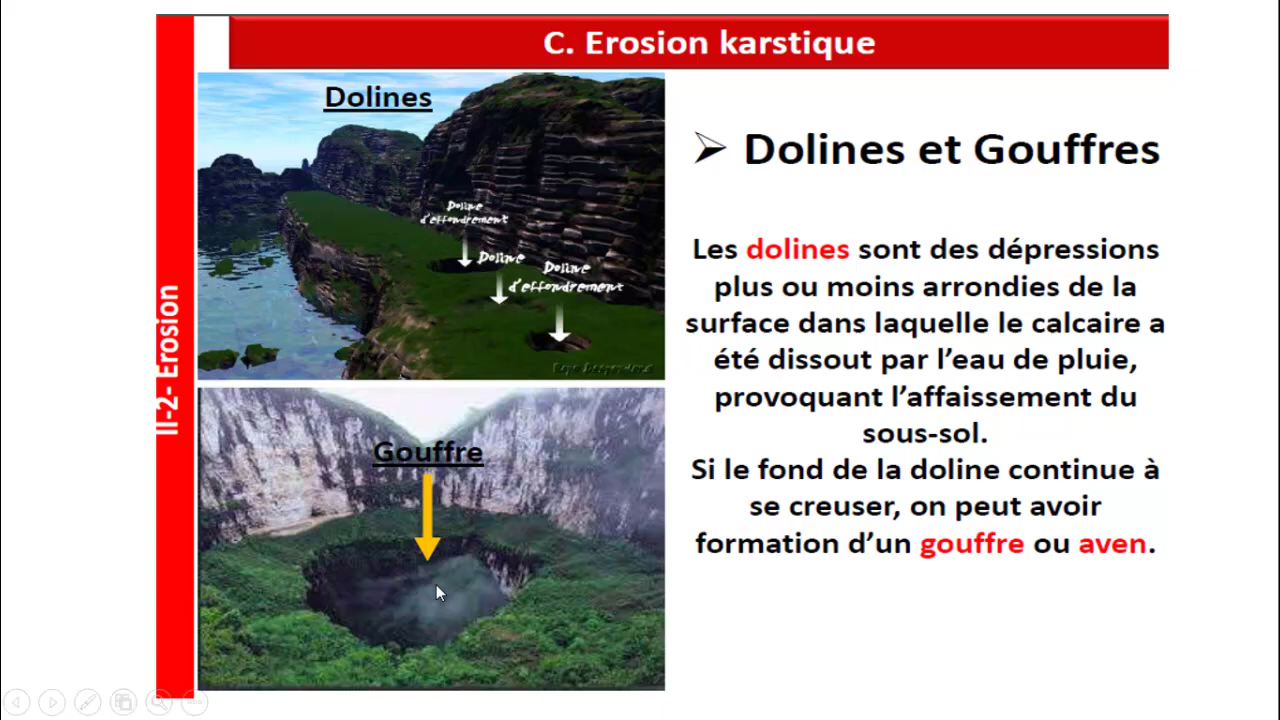 C. Erosion karstique
II-2- Erosion
Dolines
Doline
d'effondrement
Doline
Doline
d'effondrement
Gouffre
Dolines et Gouffres
Les dolines sont des dépressions
plus ou moins arrondies de la
surface dans laquelle le calcaire a
été dissout par l'eau de pluie,
provoquant l'affaissement du
sous-sol.
Si le fond de la doline continue à
se creuser, on peut avoir
formation d'un gouffre ou aven.